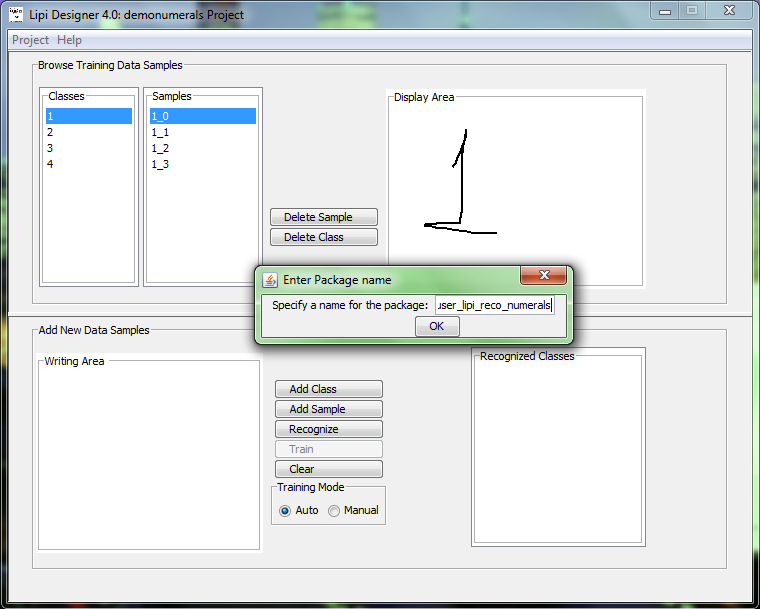 Lipi Designer 4.0: demonumerals Project
Project Help
Browse Training Data Samples
Classes
1
2
3
4
Samples
1_0
1_1
1_2
1_3
Delete Sample
Delete Class
Display Area
Enter Package name
Specify a name for the package: user_lipi_reco_numerals
OK
Add New Data Samples
Writing Area
Add Class
Add Sample
Recognize
Train
Clear
Training Mode
Auto Manual
Recognized Classes